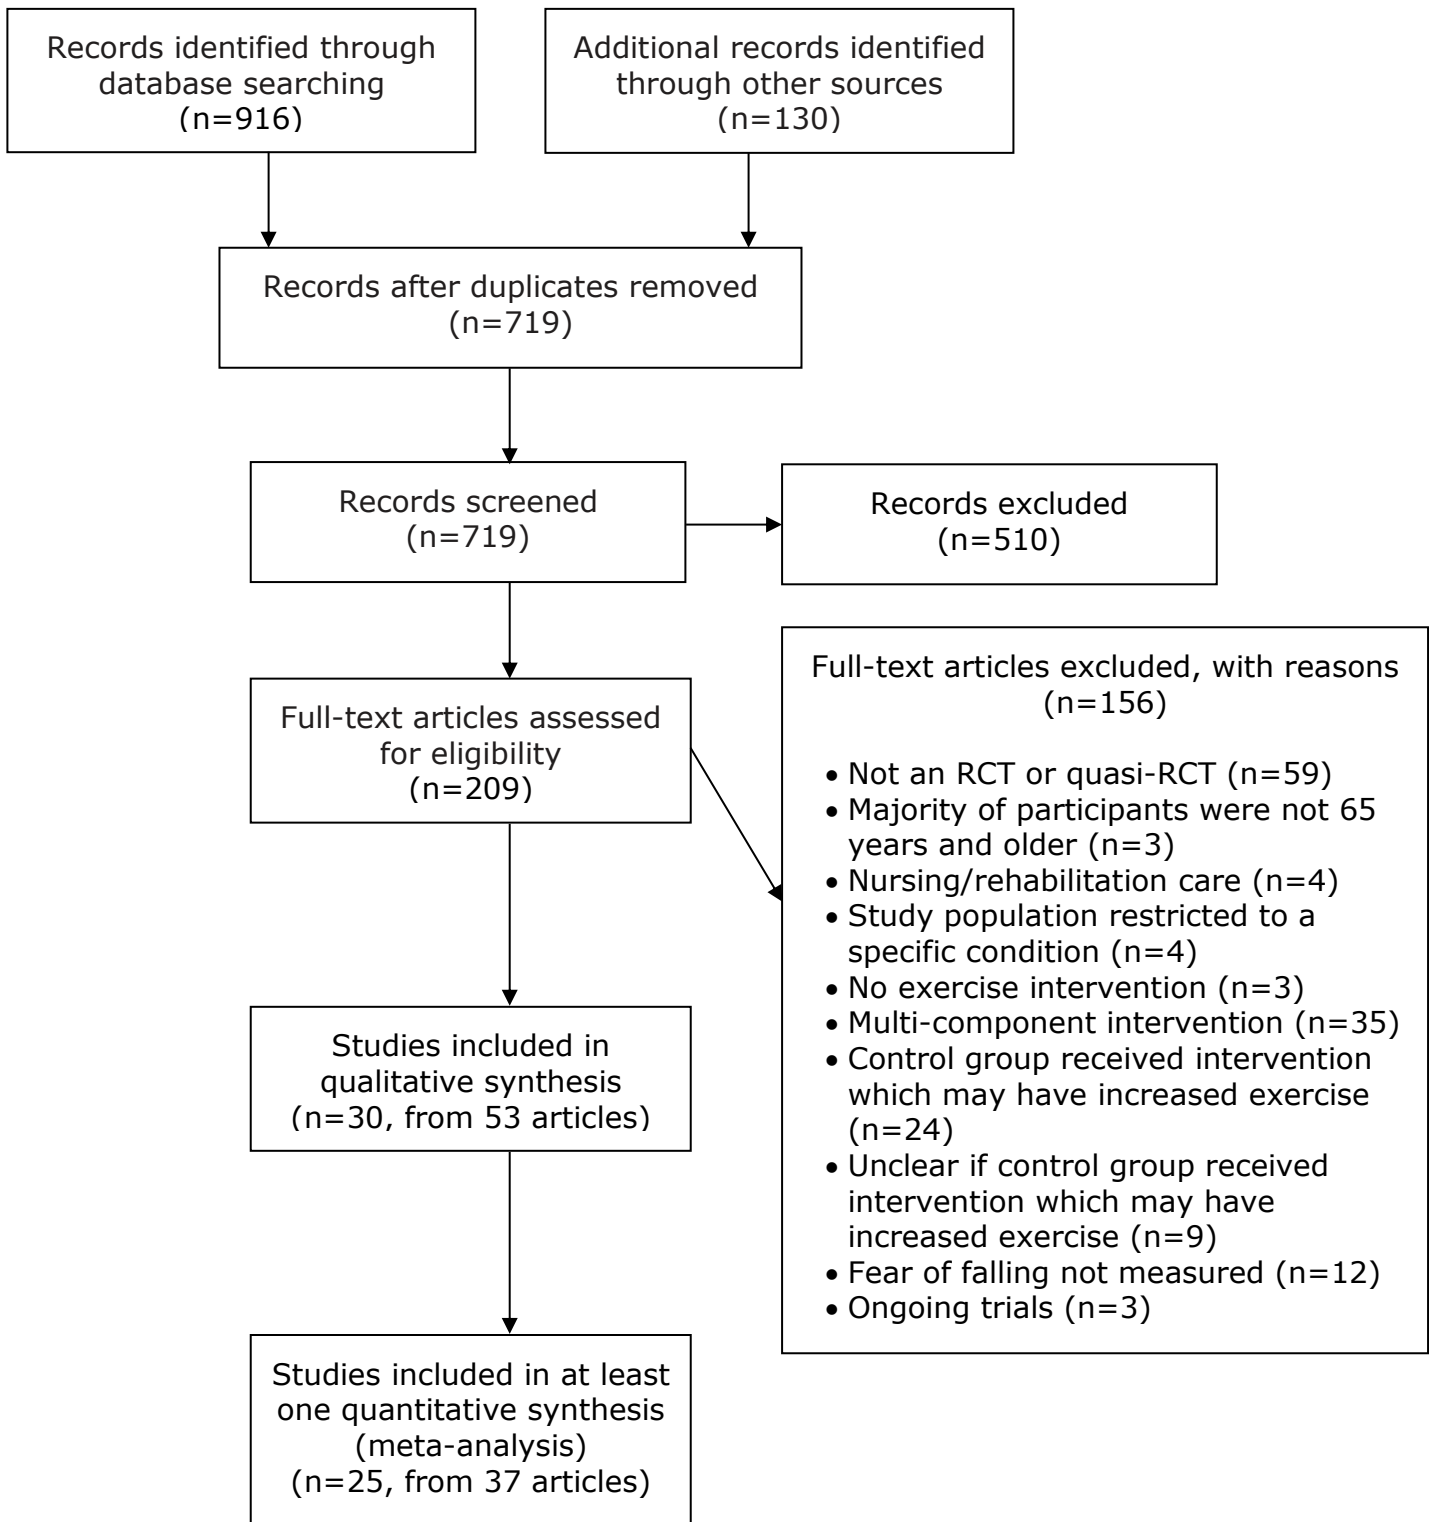 Records identified through
database searching
(n=916)
Additional records identified
through other sources
(n=130)
Records after duplicates removed
(n=719)
Records screened
(n=719)
Records excluded
(n=510)
Full-text articles assessed
for eligibility
(n=209)
Full-text articles excluded, with reasons
(n=156)
• Not an RCT or quasi-RCT (n=59)
• Majority of participants were not 65
years and older (n=3)
• Nursing/rehabilitation care (n=4)
• Study population restricted to a
specific condition (n=4)
• No exercise intervention (n=3)
• Multi-component intervention (n=35)
• Control group received intervention
which may have increased exercise
(n=24)
• Unclear if control group received
intervention which may have
increased exercise (n=9)
• Fear of falling not measured (n=12)
• Ongoing trials (n=3)
Studies included in
qualitative synthesis
(n=30, from 53 articles)
Studies included in at least
one quantitative synthesis
(meta-analysis)
(n=25, from 37 articles)